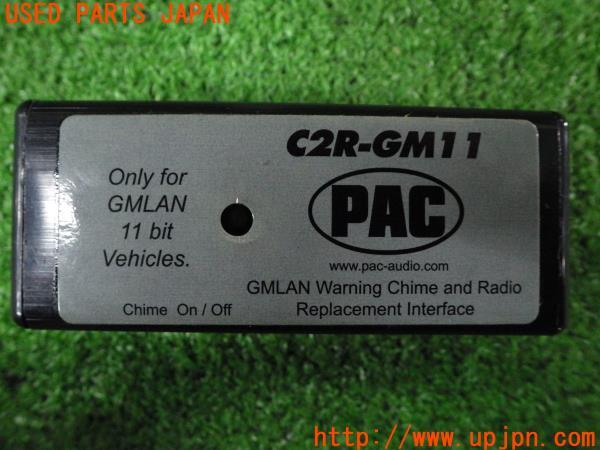 USED PARTS JAPAN
C2R-GM11
Only for
GMLAN
11 bit
Vehicles.
PAC
www.pac-audio.com
GMLAN Warning Chime and Radio
Replacement Interface
Chime On / Off
http://www.upjpn.com/